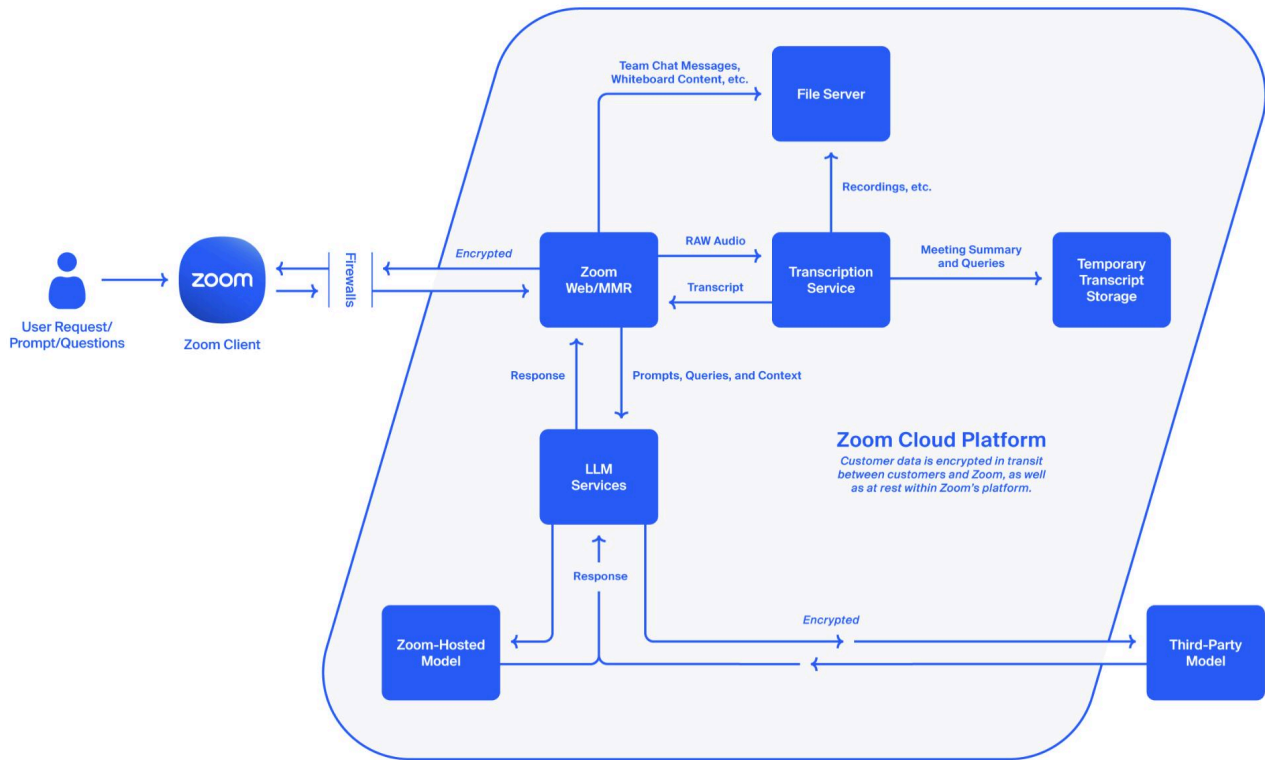 Team Chat Messages,
Whiteboard Content, etc.
File Server
Recordings, etc.
Encrypted
RAW Audio
Meeting Summary
and Queries
Firewalls
zoom
Zoom
Web/MMR
Transcription
Service
Temporary
Transcript
Storage
Transcript
User Request/
Prompt/Questions
Zoom Client
Response
Prompts, Queries, and Context
LLM
Services
Zoom Cloud Platform
Customer data is encrypted in transit
between customers and Zoom, as well
as at rest within Zoom's platform.
Response
Encrypted
Zoom-Hosted
Model
Third-Party
Model